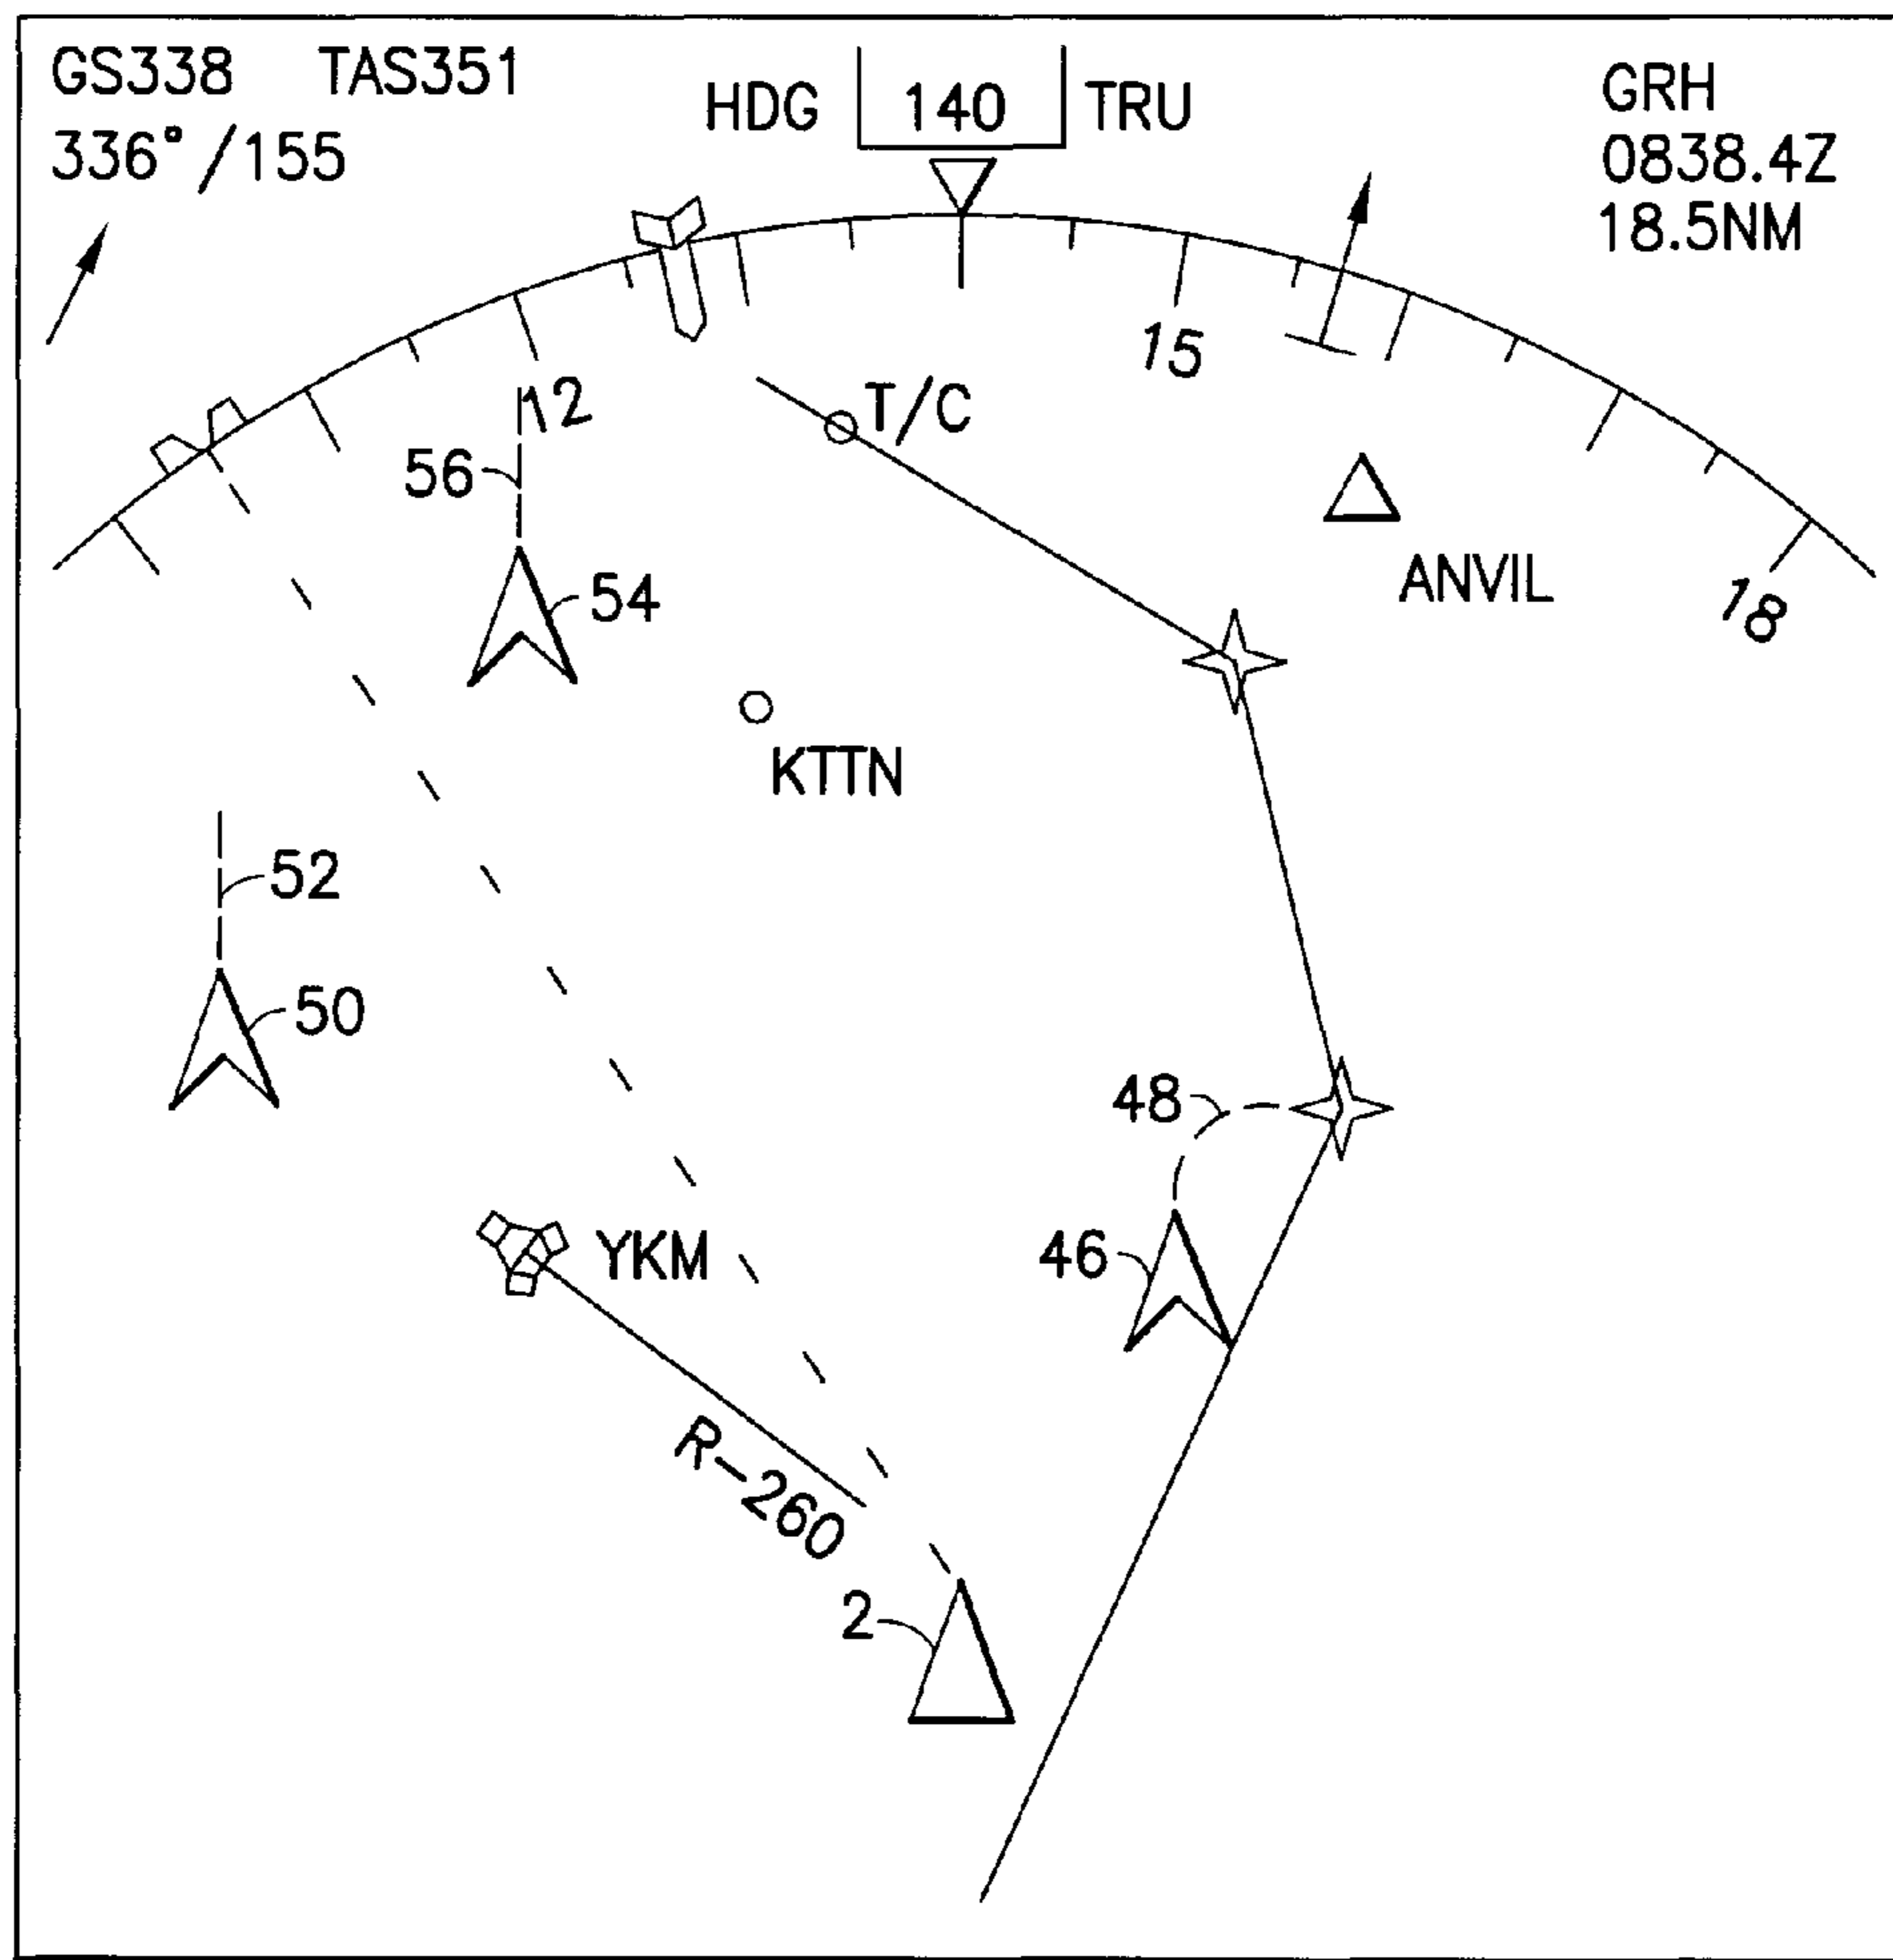 GS338 TAS351
336°/155
HDG 140 TRU
GRH
0838.4Z
18.5NM
12
15
18
T/C
56
54
ANVIL
KTTN
52
50
48
46
YKM
R-260
2